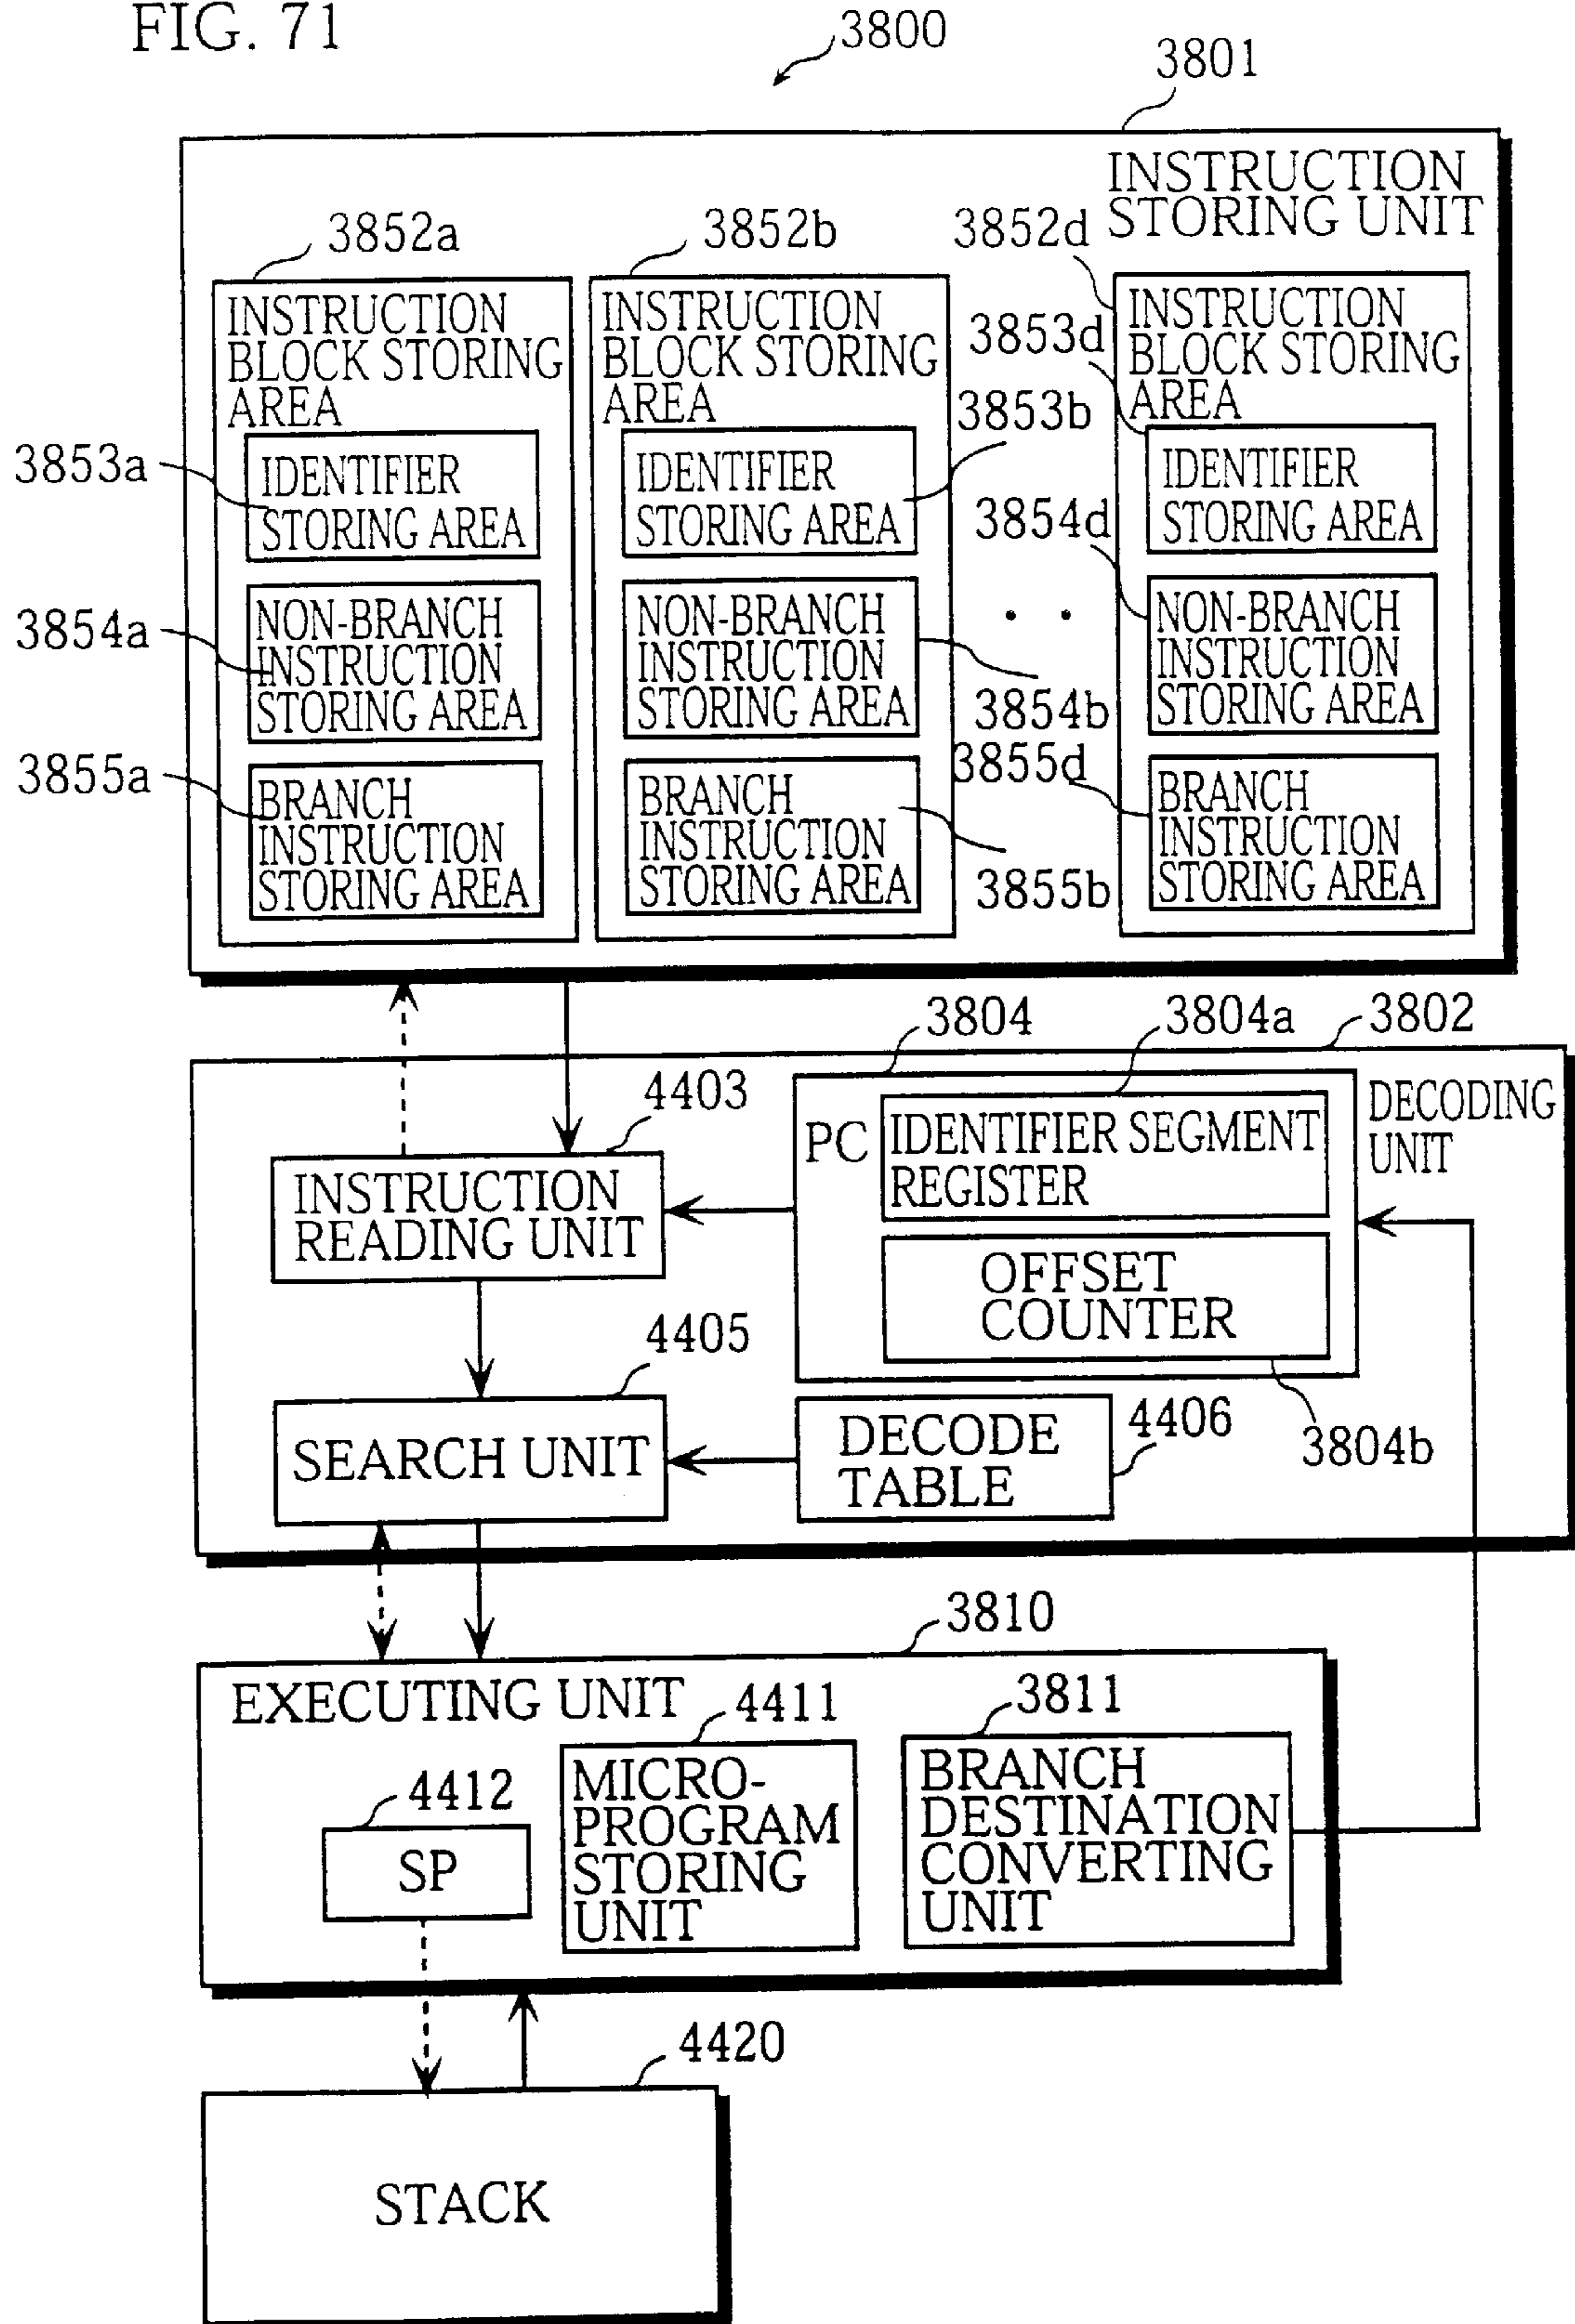 FIG. 71
3800
3801
INSTRUCTION
STORING UNIT
3852a
3852b
3852d
INSTRUCTION
BLOCK STORING
AREA
INSTRUCTION
BLOCK STORING
AREA
INSTRUCTION
BLOCK STORING
AREA
3853a
IDENTIFIER
STORING AREA
3853b
IDENTIFIER
STORING AREA
3853d
IDENTIFIER
STORING AREA
3854a
NON-BRANCH
INSTRUCTION
STORING AREA
NON-BRANCH
INSTRUCTION
STORING AREA
3854b
. .
3854d
NON-BRANCH
INSTRUCTION
STORING AREA
3855a
BRANCH
INSTRUCTION
STORING AREA
BRANCH
INSTRUCTION
STORING AREA
3855b
3855d
BRANCH
INSTRUCTION
STORING AREA
3804
3804a
3802
DECODING
UNIT
4403
INSTRUCTION
READING UNIT
PC
IDENTIFIER SEGMENT
REGISTER
OFFSET
COUNTER
3804b
4405
SEARCH UNIT
DECODE
TABLE
4406
3810
EXECUTING UNIT
4412
SP
4411
MICRO-
PROGRAM
STORING
UNIT
3811
BRANCH
DESTINATION
CONVERTING
UNIT
4420
STACK